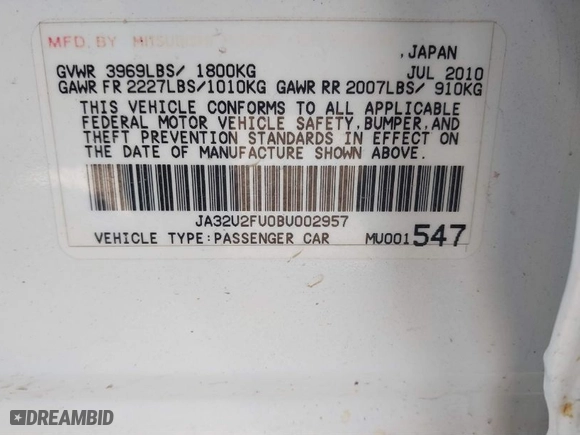 MFD. BY MITSUBISHI
, JAPAN
GVWR 3969LBS/ 1800KG JUL 2010
GAWR FR 2227LBS/1010KG GAWR RR 2007LBS/ 910KG
THIS VEHICLE CONFORMS TO ALL APPLICABLE
FEDERAL MOTOR VEHICLE SAFETY, BUMPER, AND
THEFT PREVENTION STANDARDS IN EFFECT ON
THE DATE OF MANUFACTURE SHOWN ABOVE.
JA32U2FU0BU002957
VEHICLE TYPE:PASSENGER CAR MU001547
DREAMBID